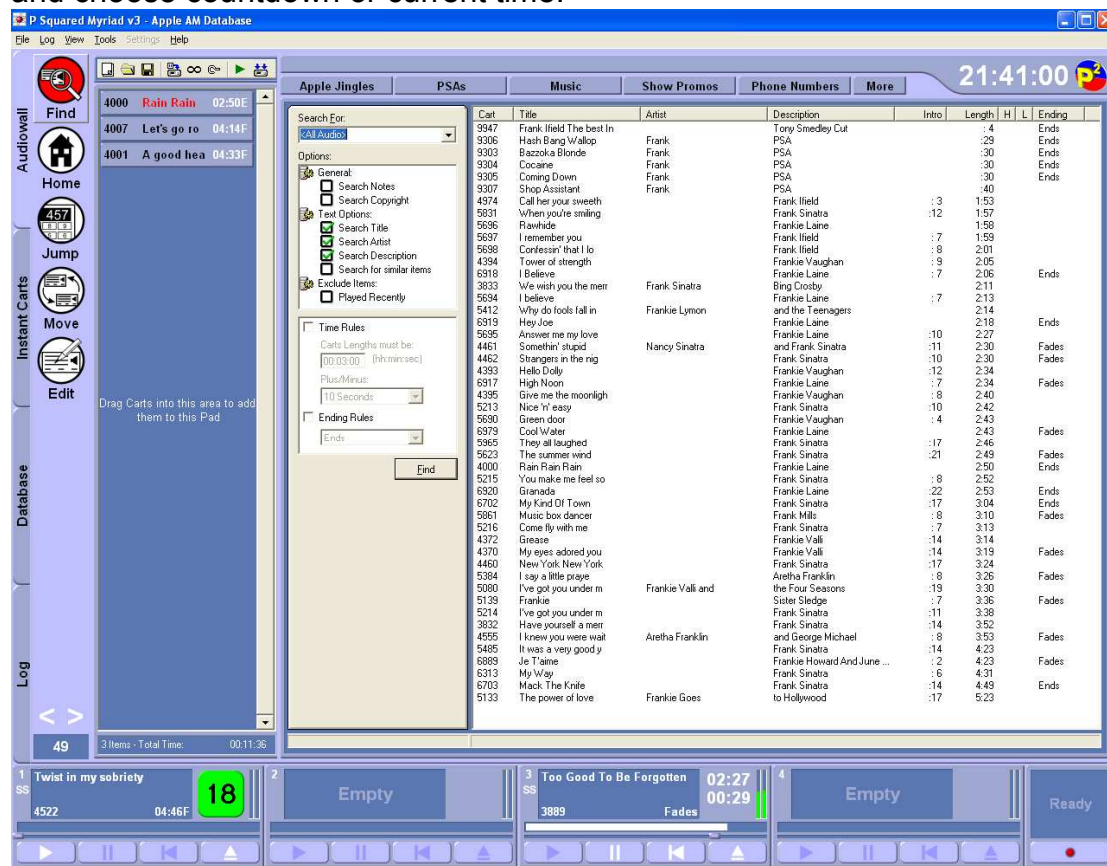 and choose countdown or current time.
P Squared Myriad v3 - Apple AM Database
File Log View Tools Settings Help
21:41:00
Apple Jingles PSAs Music Show Promos Phone Numbers More
Audiowall
Instant Carts
Database
Log
Find
Home
457
Jump
Move
Edit
< >
49
4000 Rain Rain 02:50E
4007 Let's go ro 04:14F
4001 A good hea 04:33F
Drag Carts into this area to add
them to this Pad
3 Items - Total Time: 00:11:36
Search For:
<All Audio>
Options:
General:
Search Notes
Search Copyright
Text Options:
Search Title
Search Artist
Search Description
Search for similar items
Exclude Items:
Played Recently
Time Rules
Carts Lengths must be:
00:03:00 (hh:min:sec)
Plus/Minus:
10 Seconds
Ending Rules
Ends
Find
Cart Title Artist Description Intro Length H L Ending
9947 Frank Ifield The best In Tony Smedley Cut : 4 Ends
9306 Hash Bang Wallop Frank PSA :29 Ends
9303 Bazzoka Blonde Frank PSA :30 Ends
9304 Cocaine Frank PSA :30 Ends
9305 Coming Down Frank PSA :30 Ends
9307 Shop Assistant Frank PSA :40
4974 Call her your sweeth Frank Ifield : 3 1:53
5831 When you're smiling Frank Sinatra :12 1:57
5696 Rawhide Frankie Laine 1:58
5697 I remember you Frank Ifield : 7 1:59
5698 Confessin' that I lo Frank Ifield : 8 2:01
4394 Tower of strength Frankie Vaughan : 9 2:05
6918 I Believe Frankie Laine : 7 2:06 Ends
3833 We wish you the merr Frank Sinatra Bing Crosby 2:11
5694 I believe Frankie Laine : 7 2:13
5412 Why do fools fall in Frankie Lymon and the Teenagers 2:14
6919 Hey Joe Frankie Laine 2:18 Ends
5695 Answer me my love Frankie Laine :10 2:27
4461 Somethin' stupid Nancy Sinatra and Frank Sinatra :11 2:30 Fades
4462 Strangers in the nig Frank Sinatra :10 2:30 Fades
4393 Hello Dolly Frankie Vaughan :12 2:34
6917 High Noon Frankie Laine : 7 2:34 Fades
4395 Give me the moonligh Frankie Vaughan : 8 2:40
5213 Nice 'n' easy Frank Sinatra :10 2:42
5690 Green door Frankie Vaughan : 4 2:43
6979 Cool Water Frankie Laine 2:43 Fades
5965 They all laughed Frank Sinatra :17 2:46
5623 The summer wind Frank Sinatra :21 2:49 Fades
4000 Rain Rain Rain Frankie Laine 2:50 Ends
5215 You make me feel so Frank Sinatra : 8 2:52
6920 Granada Frankie Laine :22 2:53 Ends
6702 My Kind Of Town Frank Sinatra :17 3:04 Ends
5861 Music box dancer Frank Mills : 8 3:10 Fades
5216 Come fly with me Frank Sinatra : 7 3:13
4372 Grease Frankie Valli :14 3:14
4370 My eyes adored you Frankie Valli :14 3:19 Fades
4460 New York New York Frank Sinatra :17 3:24
5384 I say a little praye Aretha Franklin : 8 3:26 Fades
5080 I've got you under m Frankie Valli and the Four Seasons :19 3:30
5139 Frankie Sister Sledge : 7 3:36 Fades
5214 I've got you under m Frank Sinatra :11 3:38
3832 Have yourself a merr Frank Sinatra :14 3:52
4555 I knew you were wait Aretha Franklin and George Michael : 8 3:53 Fades
5485 It was a very good y Frank Sinatra :14 4:23
6889 Je T'aime Frankie Howard And June ... : 2 4:23 Fades
6313 My Way Frank Sinatra : 6 4:31
6703 Mack The Knife Frank Sinatra :14 4:49 Ends
5133 The power of love Frankie Goes to Hollywood :17 5:23
1 Twist in my sobriety
SS
18
4522 04:46F
2
Empty
3 Too Good To Be Forgotten 02:27
SS 00:29
3889 Fades
4
Empty
Ready